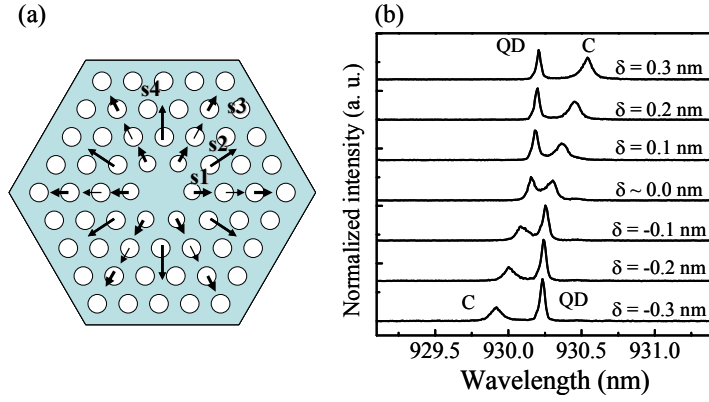 (a)
s4
s3
s2
s1
(b)
Normalized intensity (a. u.)
QD
C
δ = 0.3 nm
δ = 0.2 nm
δ = 0.1 nm
δ ~ 0.0 nm
δ = -0.1 nm
δ = -0.2 nm
C
QD
δ = -0.3 nm
929.5 930.0 930.5 931.0
Wavelength (nm)